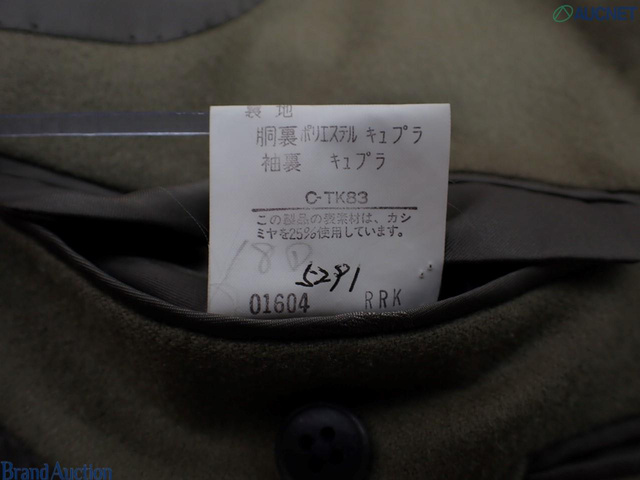 AUCNET
裏地
胴裏 ポリエステル キュプラ
袖裏 キュプラ
C-TK83
この製品の表素材は、カシ
ミヤを25%使用しています。
5291
01604 RRK
Brand Auction